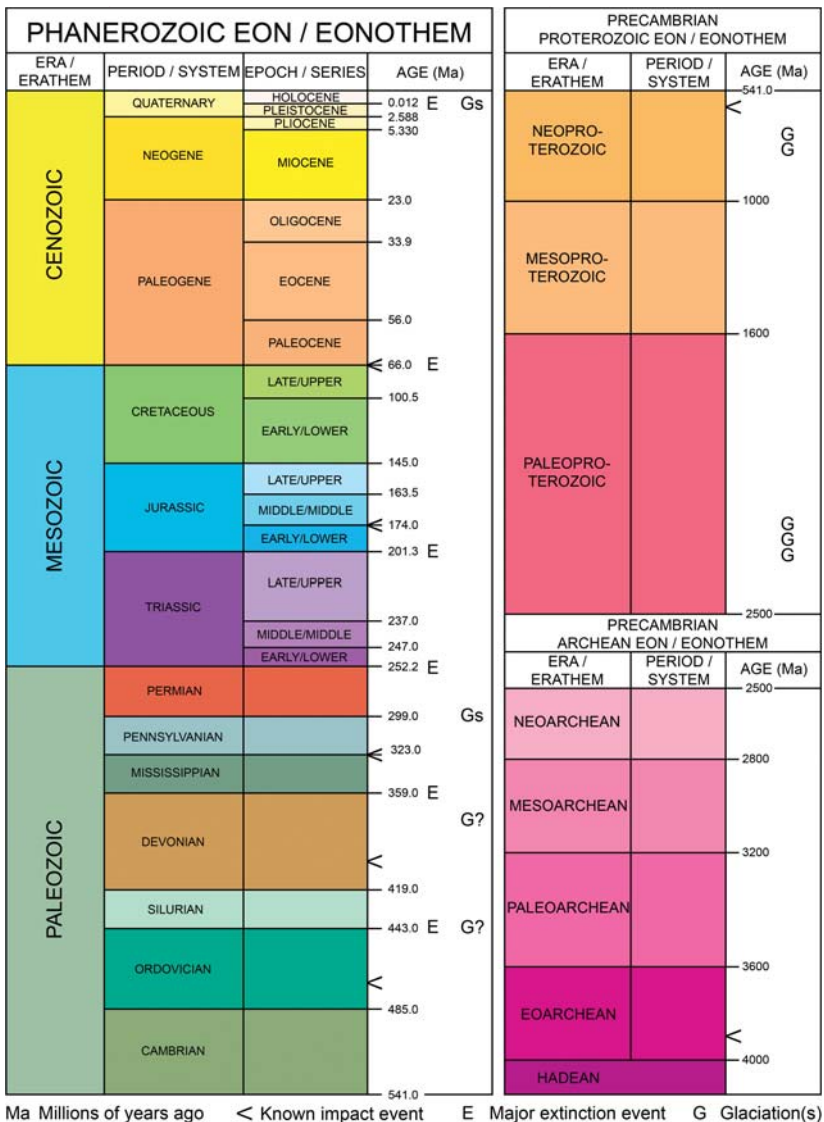 PHANEROZOIC EON / EONOTHEM
ERA /
ERATHEM
PERIOD / SYSTEM
EPOCH / SERIES
AGE (Ma)
CENOZOIC
QUATERNARY
HOLOCENE
0.012 E Gs
PLEISTOCENE
2.588
PLIOCENE
5.330
NEOGENE
MIOCENE
23.0
PALEOGENE
OLIGOCENE
33.9
EOCENE
56.0
PALEOCENE
< 66.0 E
MESOZOIC
CRETACEOUS
LATE/UPPER
100.5
EARLY/LOWER
145.0
JURASSIC
LATE/UPPER
163.5
MIDDLE/MIDDLE
< 174.0
EARLY/LOWER
201.3 E
TRIASSIC
LATE/UPPER
237.0
MIDDLE/MIDDLE
247.0
EARLY/LOWER
252.2 E
PALEOZOIC
PERMIAN
299.0 Gs
PENNSYLVANIAN
< 323.0
MISSISSIPPIAN
359.0 E
G?
DEVONIAN
<
419.0
SILURIAN
443.0 E G?
ORDOVICIAN
<
485.0
CAMBRIAN
541.0
PRECAMBRIAN
PROTEROZOIC EON / EONOTHEM
ERA /
ERATHEM
PERIOD /
SYSTEM
AGE (Ma)
541.0
<
NEOPRO-
TEROZOIC
G
G
1000
MESOPRO-
TEROZOIC
1600
PALEOPRO-
TEROZOIC
G
G
G
2500
PRECAMBRIAN
ARCHEAN EON / EONOTHEM
ERA /
ERATHEM
PERIOD /
SYSTEM
AGE (Ma)
2500
NEOARCHEAN
2800
MESOARCHEAN
3200
PALEOARCHEAN
3600
EOARCHEAN
<
4000
HADEAN
Ma Millions of years ago < Known impact event E Major extinction event G Glaciation(s)